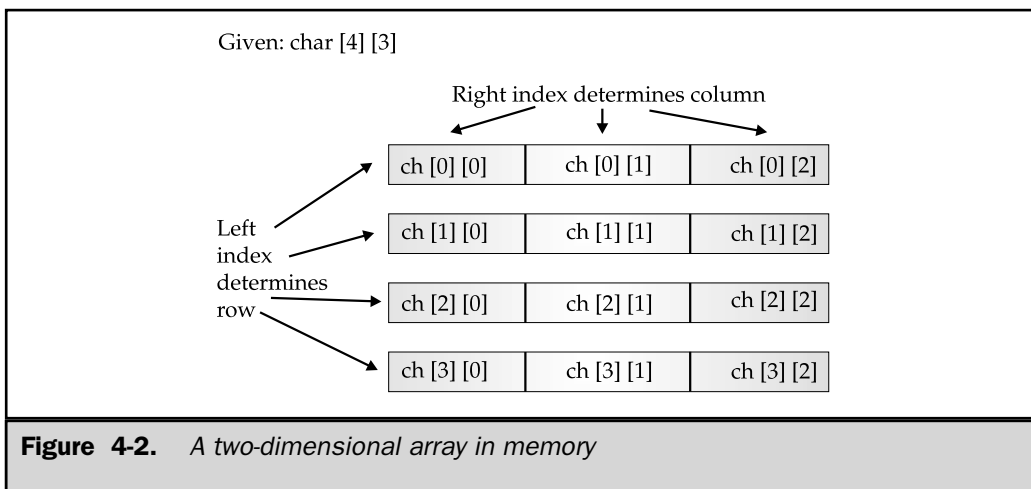 Given: char [4] [3]
Right index determines column
ch [0] [0] ch [0] [1] ch [0] [2]
Left
index
determines
row
ch [1] [0] ch [1] [1] ch [1] [2]
ch [2] [0] ch [2] [1] ch [2] [2]
ch [3] [0] ch [3] [1] ch [3] [2]
Figure 4-2. A two-dimensional array in memory